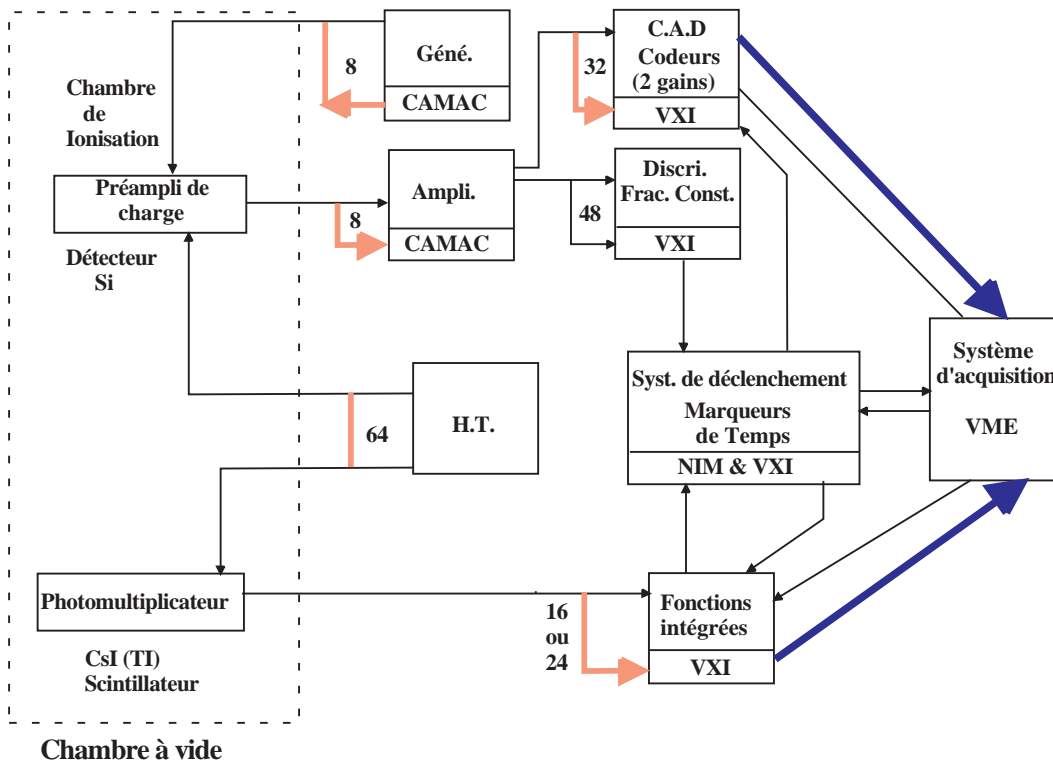 Chambre
de
Ionisation
8
Géné.
CAMAC
32
C.A.D
Codeurs
(2 gains)
VXI
Préampli de
charge
8
Ampli.
CAMAC
48
Discri.
Frac. Const.
VXI
Détecteur
Si
64
H.T.
Syst. de déclenchement
Marqueurs
de Temps
NIM & VXI
Système
d'acquisition
VME
Photomultiplicateur
16
ou
24
Fonctions
intégrées
VXI
CsI (TI)
Scintillateur
Chambre à vide